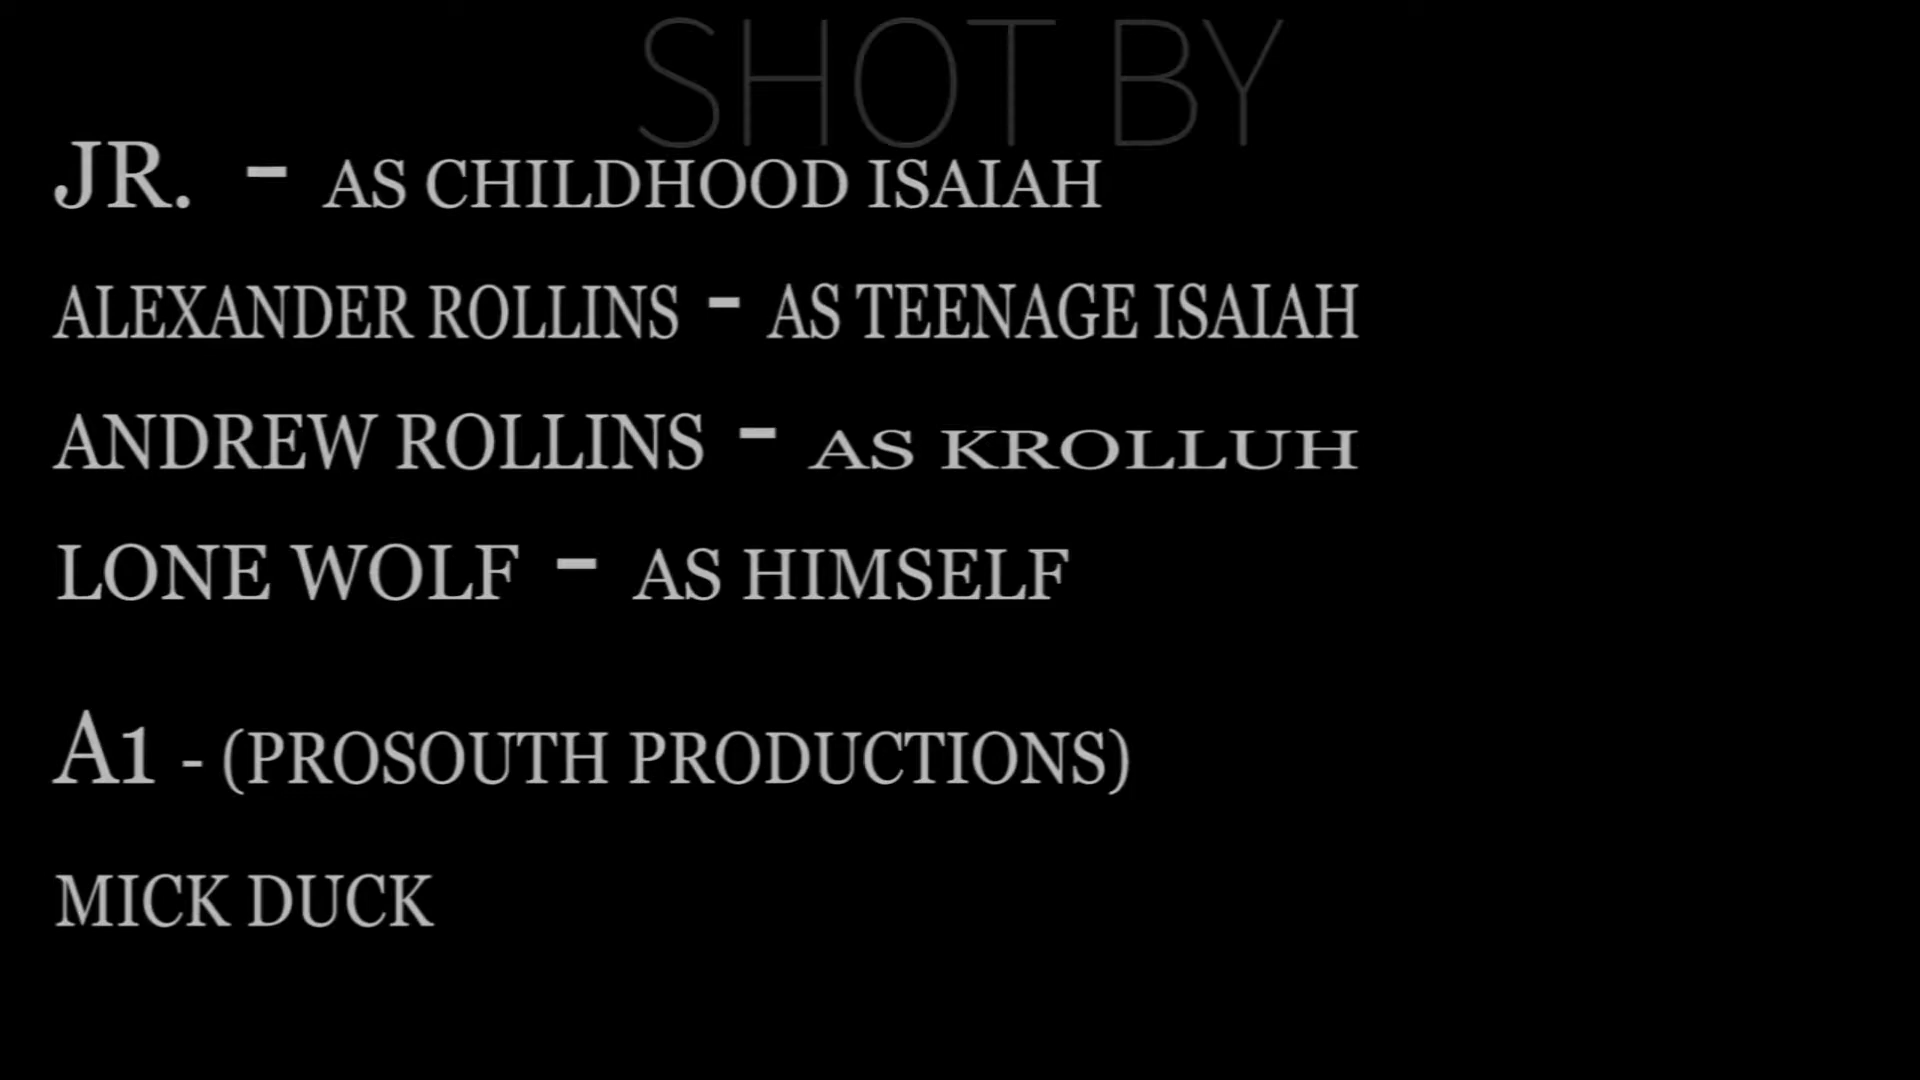 SHOT BY
JR. - AS CHILDHOOD ISAIAH
ALEXANDER ROLLINS - AS TEENAGE ISAIAH
ANDREW ROLLINS - AS KROLLUH
LONE WOLF - AS HIMSELF
A1 - (PROSOUTH PRODUCTIONS)
MICK DUCK